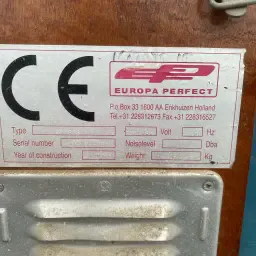 CE
EP
EUROPA PERFECT
P.o.Box 33 1600 AA Enkhuizen Holland
Tel.+31 228312673 Fax +31 228316527
Type Volt Hz
Serial number Noiselevel Dba
Year of construction Weight Kg